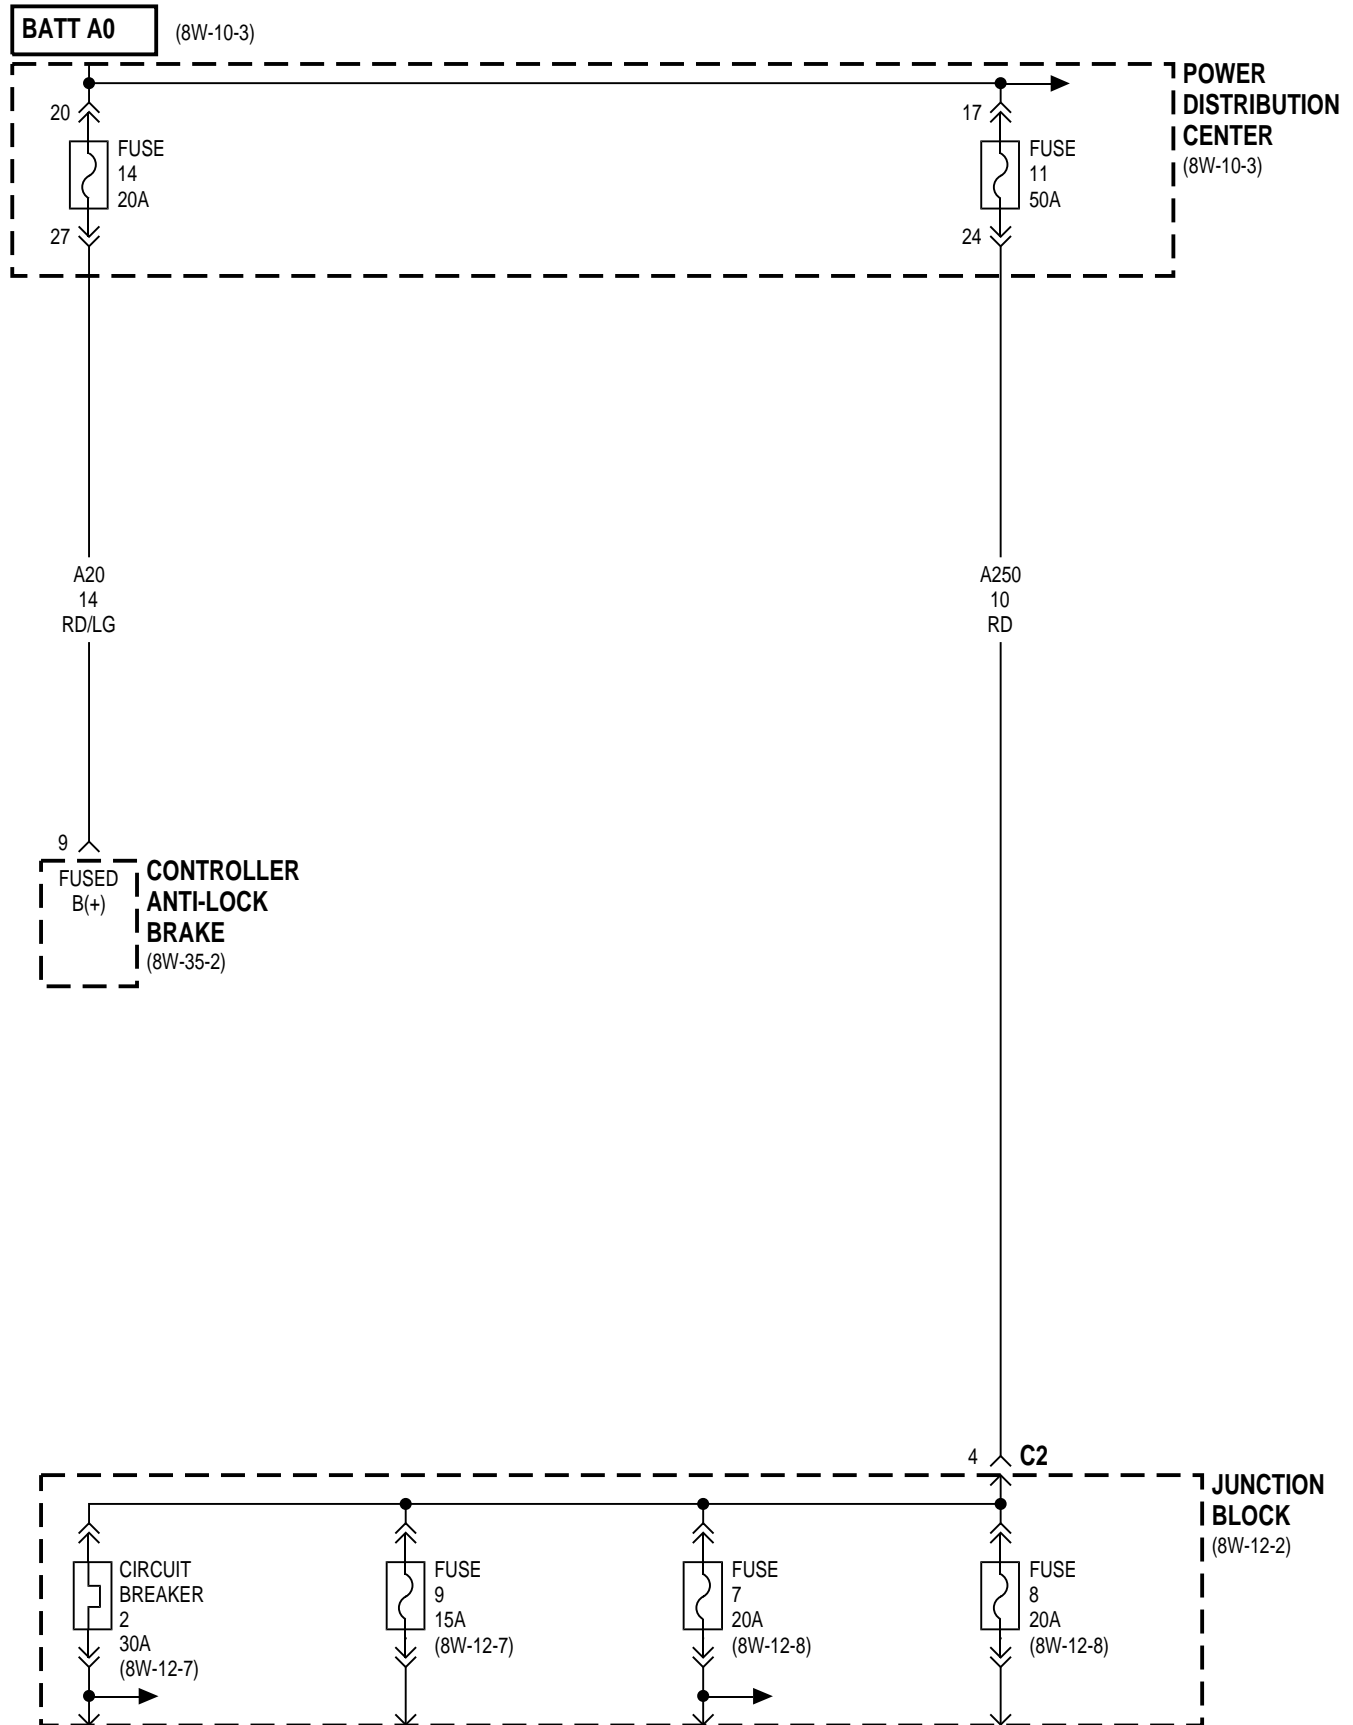 BATT A0
(8W-10-3)
POWER
DISTRIBUTION
CENTER
(8W-10-3)
20
FUSE
14
20A
27
17
FUSE
11
50A
24
A20
14
RD/LG
A250
10
RD
9
FUSED
B(+)
CONTROLLER
ANTI-LOCK
BRAKE
(8W-35-2)
4
C2
JUNCTION
BLOCK
(8W-12-2)
CIRCUIT
BREAKER
2
30A
(8W-12-7)
FUSE
9
15A
(8W-12-7)
FUSE
7
20A
(8W-12-8)
FUSE
8
20A
(8W-12-8)